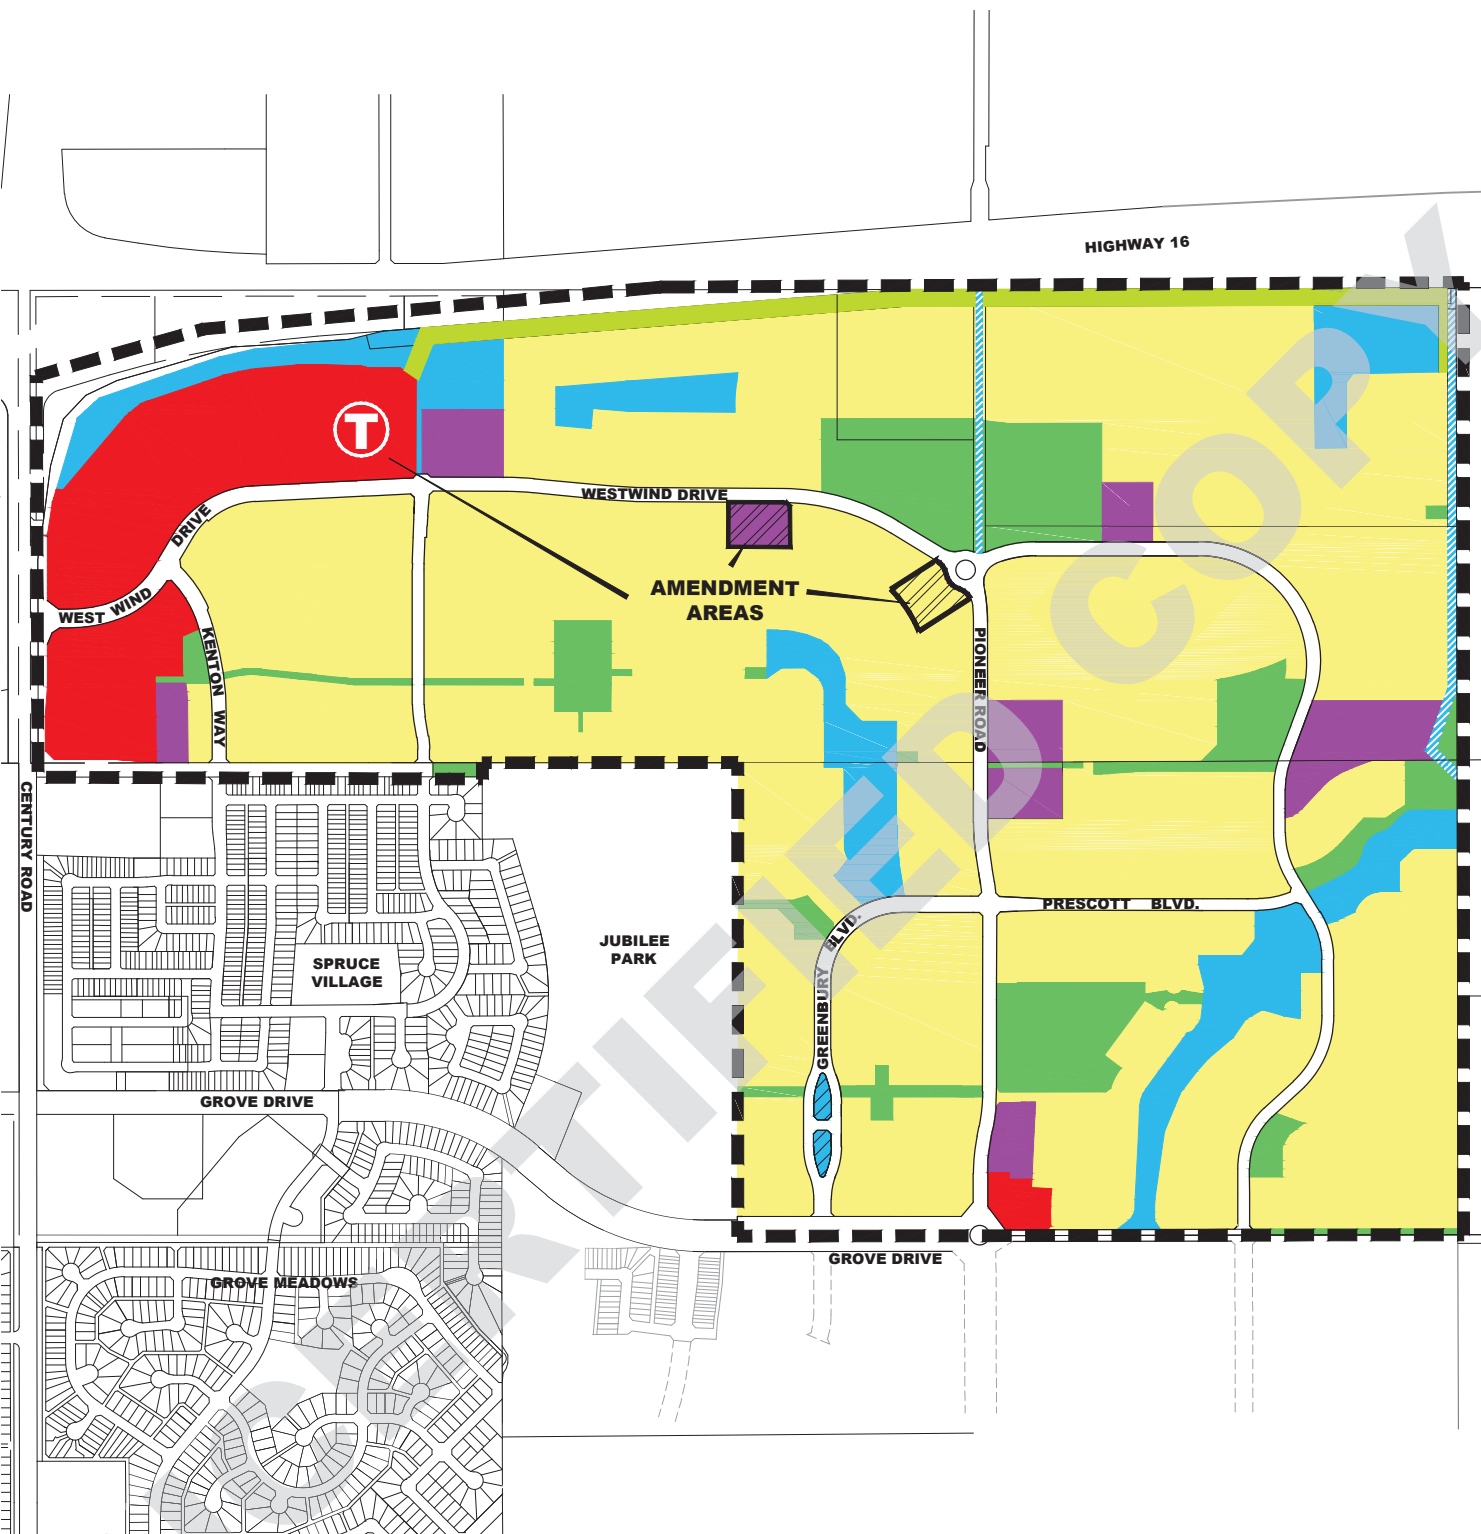 HIGHWAY 16
T
WESTWIND DRIVE
DRIVE
WEST WIND
AMENDMENT
AREAS
KENTON WAY
PIONEER ROAD
CENTURY ROAD
PRESCOTT BLVD.
GREENBURY BLVD.
JUBILEE
PARK
SPRUCE
VILLAGE
GROVE DRIVE
GROVE DRIVE
GROVE MEADOWS
CERTIFIED COPY